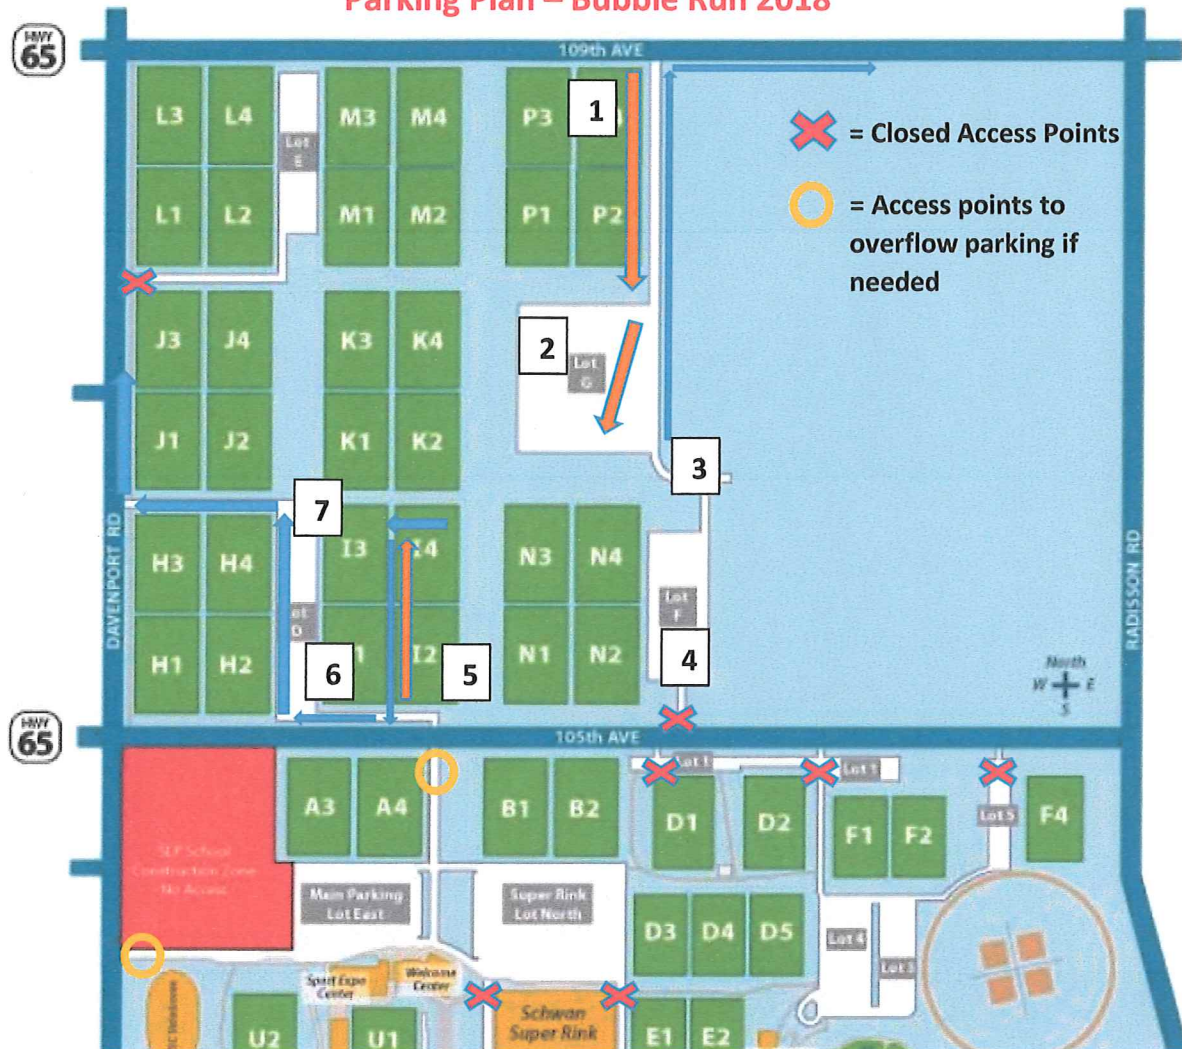 Parking Plan – Bubble Run 2018
HWY
65
109th AVE
L3 L4 Lot E M3 M4 P3 1
= Closed Access Points
L1 L2 M1 M2 P1 P2
= Access points to
overflow parking if
needed
J3 J4 K3 K4 2 Lot G
J1 J2 K1 K2 3
7
DAVENPORT RD
RADISSON RD
H3 H4 I3 I4 N3 N4
Lot F
H1 H2 6 I2 5 N1 N2 4
North
W E
S
HWY
65
105th AVE
A3 A4 B1 B2 D1 D2 Lot 1 F1 F2 Lot 5 F4
SLP School
Construction Zone
No Access
Main Parking
Lot East
Super Rink
Lot North
D3 D4 D5 Lot 4 Lot 3
Sport Expo
Center
Welcome
Center
U2 U1
Schwan
Super Rink
E1 E2